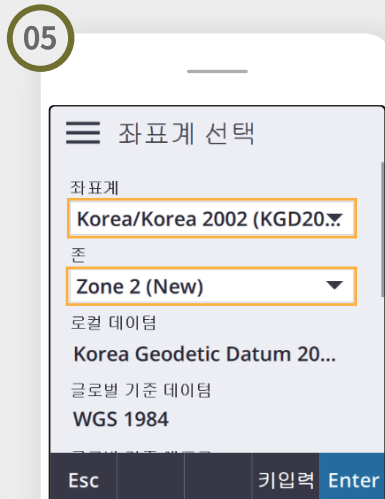 05
좌표계 선택
좌표계
Korea/Korea 2002 (KGD20...
존
Zone 2 (New)
로컬 데이텀
Korea Geodetic Datum 20...
글로벌 기준 데이텀
WGS 1984
Esc 키입력 Enter